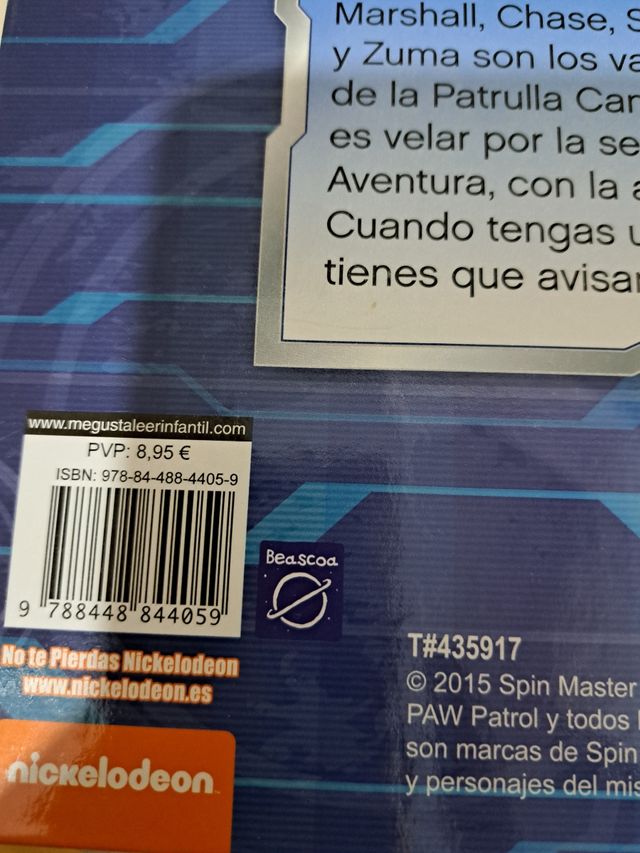 Marshall, Chase,
y Zuma son los
de la Patrulla
es velar por la
Aventura, con la
Cuando tengas
tienes que
www.megustaleerinfantil.com
PVP: 8,95 €
ISBN: 978-84-488-4405-9
9 788448 844059
Beascoa
No te Pierdas Nickelodeon
www.nickelodeon.es
nickelodeon
T#435917
© 2015 Spin Master
PAW Patrol y todos
son marcas de Spin
y personajes del